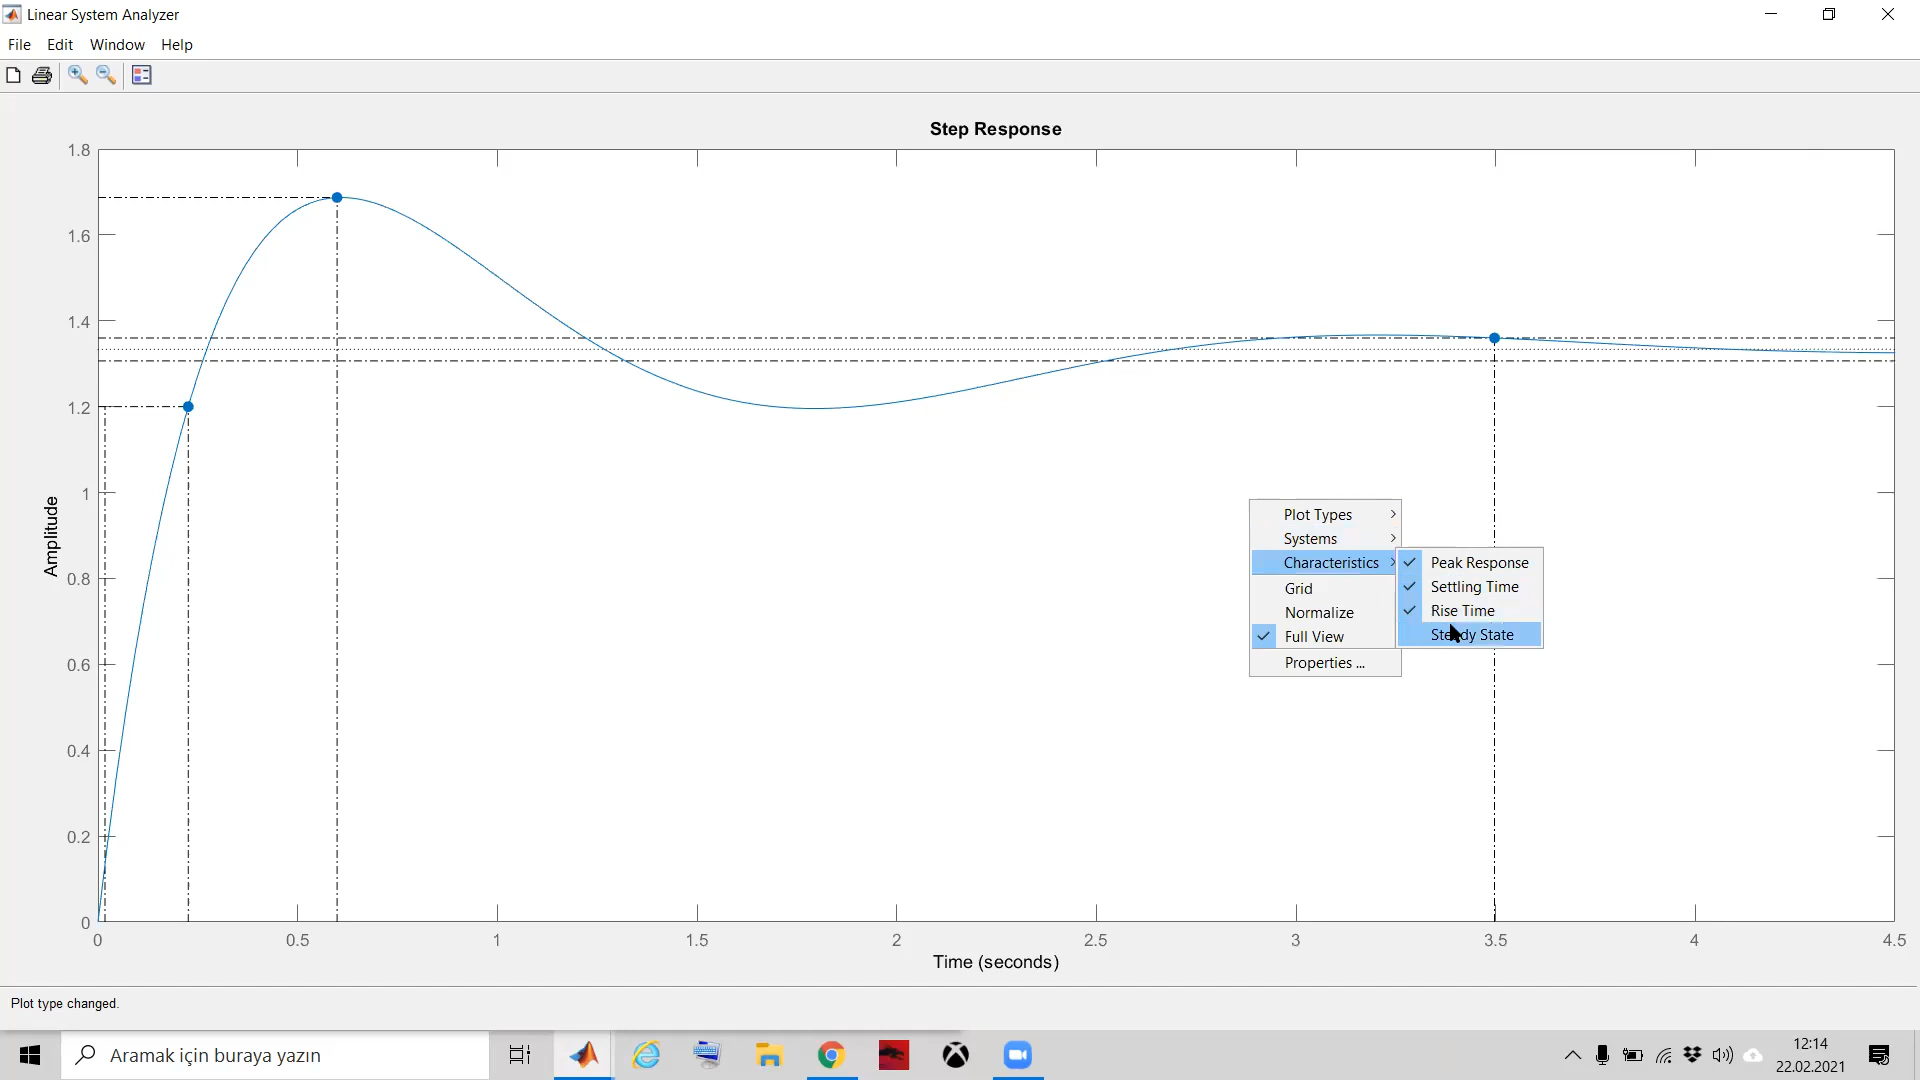 Linear System Analyzer
File Edit Window Help
Step Response
1.8
1.6
1.4
1.2
1
0.8
0.6
0.4
0.2
0
Amplitude
0 0.5 1 1.5 2 2.5 3 3.5 4 4.5
Time (seconds)
Plot Types
Systems
Characteristics
Grid
Normalize
Full View
Properties ...
Peak Response
Settling Time
Rise Time
Steady State
Plot type changed.
Aramak için buraya yazın
12:14
22.02.2021